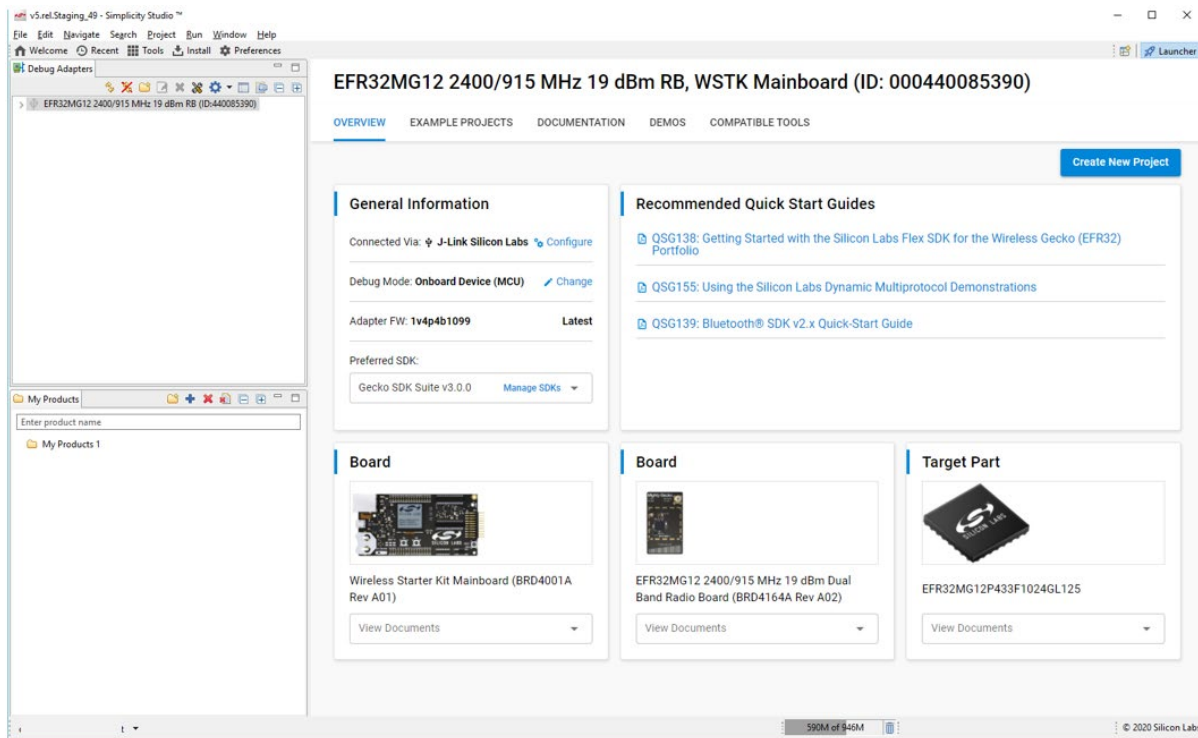 v5.rel.Staging_49 - Simplicity Studio ™
File Edit Navigate Search Project Run Window Help
Welcome Recent Tools Install Preferences
Launcher
Debug Adapters
EFR32MG12 2400/915 MHz 19 dBm RB (ID:440085390)
EFR32MG12 2400/915 MHz 19 dBm RB, WSTK Mainboard (ID: 000440085390)
OVERVIEW EXAMPLE PROJECTS DOCUMENTATION DEMOS COMPATIBLE TOOLS
Create New Project
General Information
Connected Via: J-Link Silicon Labs Configure
Debug Mode: Onboard Device (MCU) Change
Adapter FW: 1v4p4b1099 Latest
Preferred SDK:
Gecko SDK Suite v3.0.0 Manage SDKs
Recommended Quick Start Guides
QSG138: Getting Started with the Silicon Labs Flex SDK for the Wireless Gecko (EFR32)
Portfolio
QSG155: Using the Silicon Labs Dynamic Multiprotocol Demonstrations
QSG139: Bluetooth® SDK v2.x Quick-Start Guide
My Products
Enter product name
My Products 1
Board
SILICON LABS
Wireless Starter Kit Mainboard (BRD4001A
Rev A01)
View Documents
Board
EFR32MG12 2400/915 MHz 19 dBm Dual
Band Radio Board (BRD4164A Rev A02)
View Documents
Target Part
SILICON LABS
EFR32MG12P433F1024GL125
View Documents
590M of 946M
© 2020 Silicon Labs